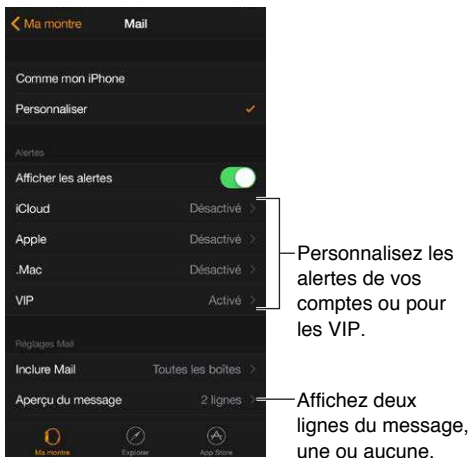 Ma montre Mail
Comme mon iPhone
Personnaliser
Alertes
Afficher les alertes
iCloud Désactivé
Apple Désactivé
.Mac Désactivé
VIP Activé
Personnalisez les
alertes de vos
comptes ou pour
les VIP.
Réglages Mail
Inclure Mail Toutes les boîtes
Aperçu du message 2 lignes
Affichez deux
lignes du message,
une ou aucune.
Ma montre Explorer App Store